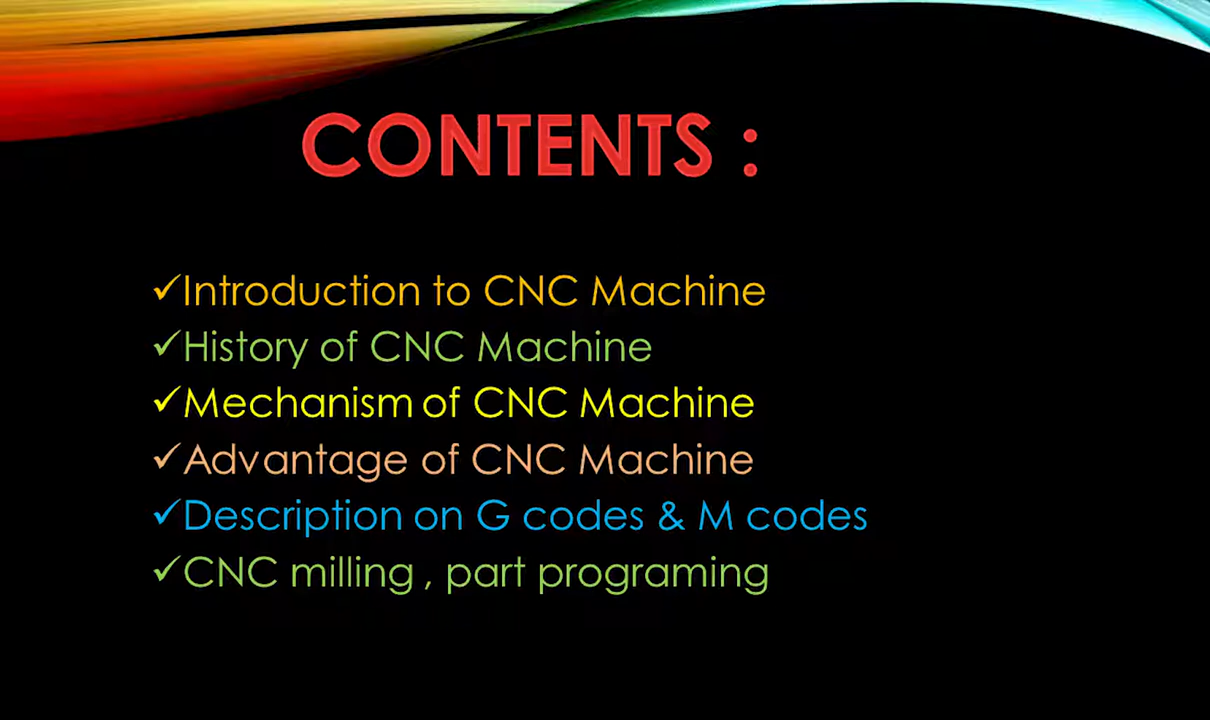 CONTENTS :
✓Introduction to CNC Machine
✓History of CNC Machine
✓Mechanism of CNC Machine
✓Advantage of CNC Machine
✓Description on G codes & M codes
✓CNC milling , part programing